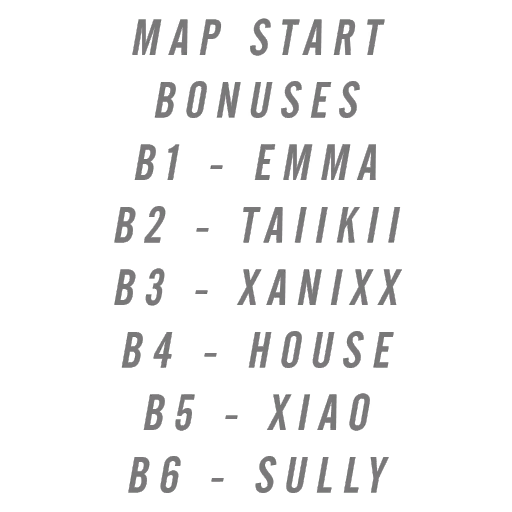 MAP START
BONUSES
B1 - EMMA
B2 - TAIIKII
B3 - XANIXX
B4 - HOUSE
B5 - XIAO
B6 - SULLY